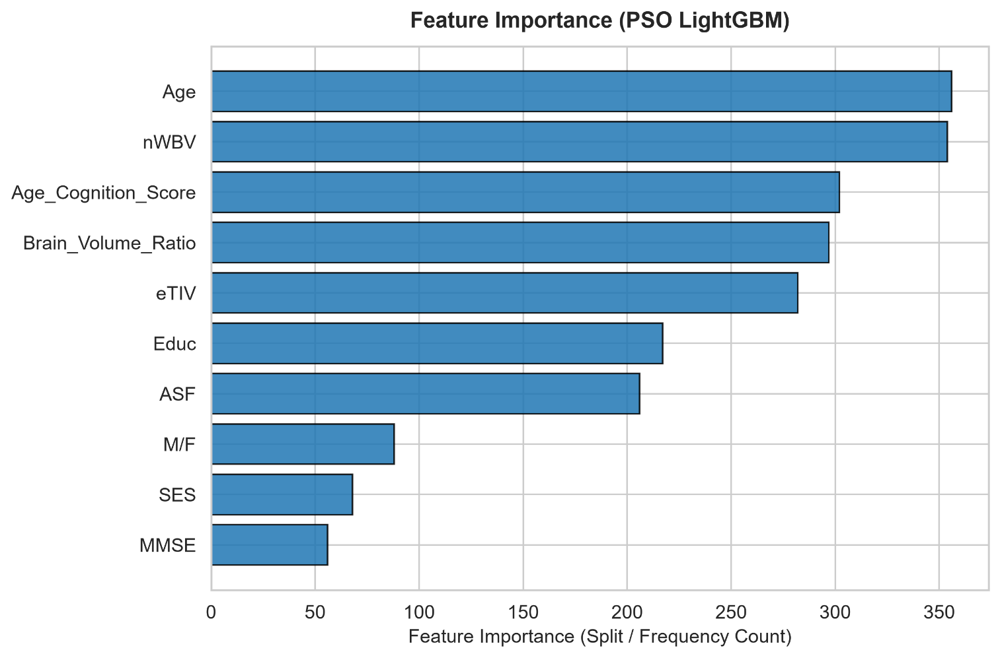 Feature Importance (PSO LightGBM)
Age
nWBV
Age_Cognition_Score
Brain_Volume_Ratio
eTIV
Educ
ASF
M/F
SES
MMSE
0 50 100 150 200 250 300 350
Feature Importance (Split / Frequency Count)